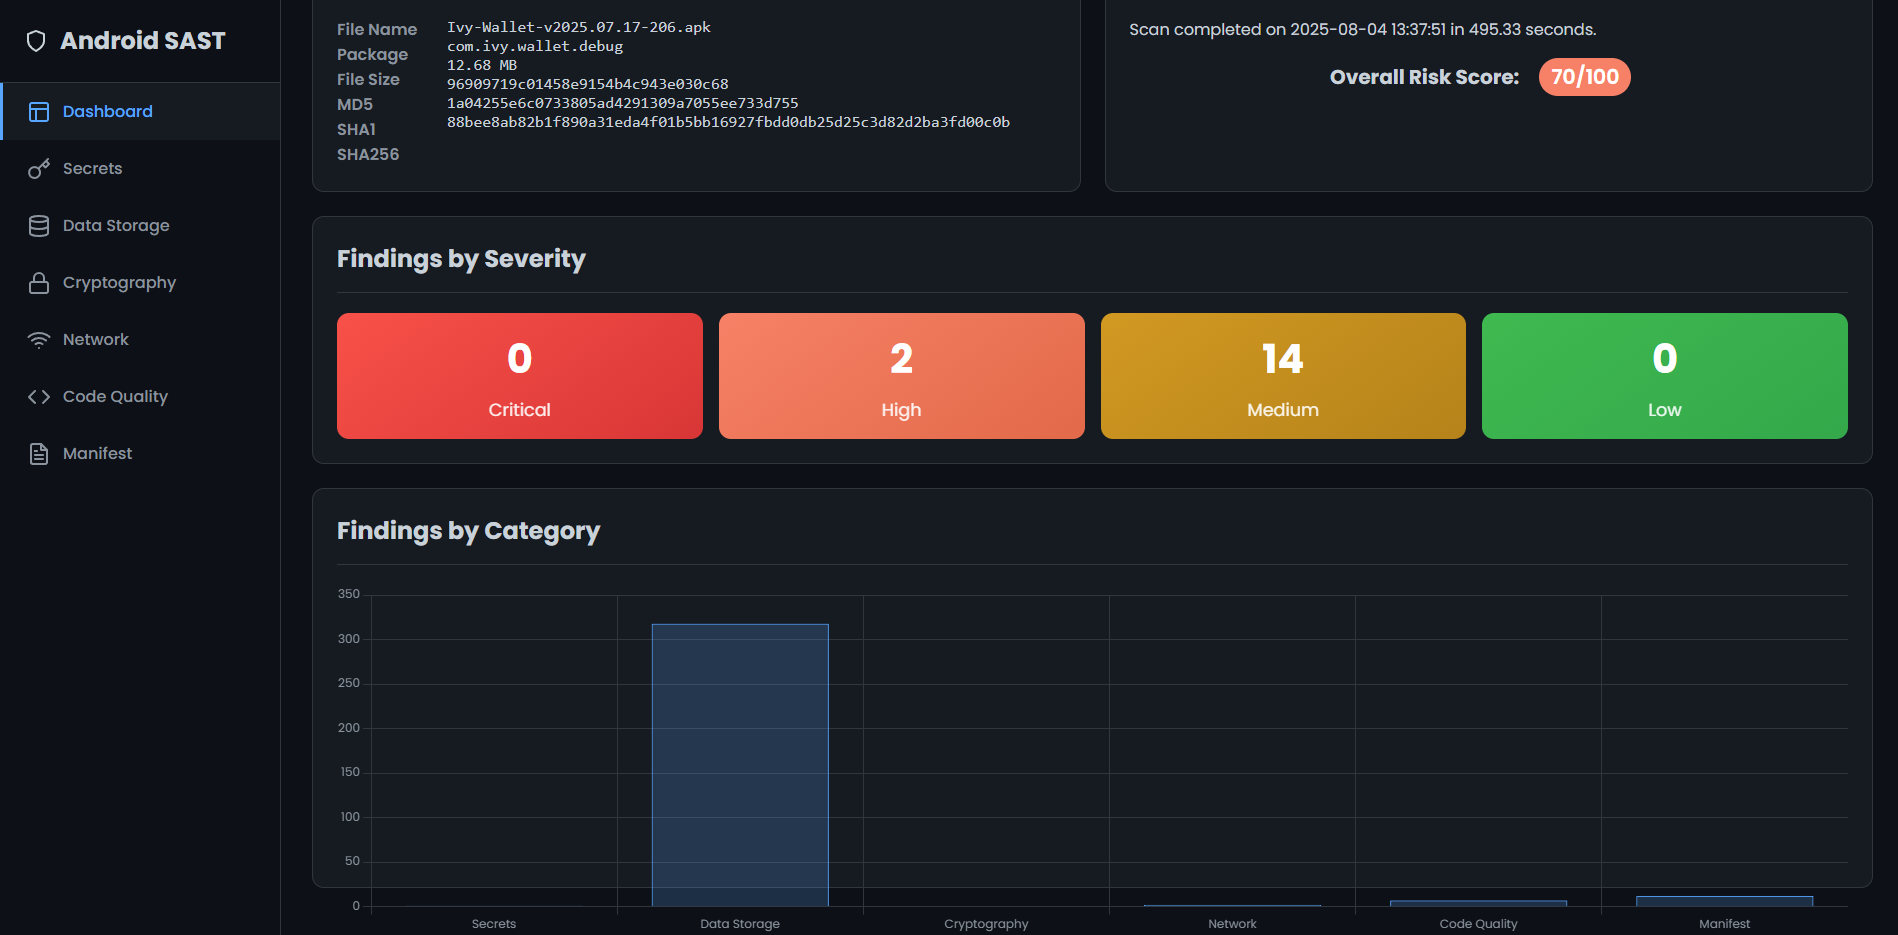 Android SAST
Dashboard
Secrets
Data Storage
Cryptography
Network
Code Quality
Manifest
File Name
Package
File Size
MD5
SHA1
SHA256
Ivy-Wallet-v2025.07.17-206.apk
com.ivy.wallet.debug
12.68 MB
96909719c01458e9154b4c943e030c68
1a04255e6c0733805ad4291309a7055ee733d755
88bee8ab82b1f890a31eda4f01b5bb16927fbdd0db25d25c3d82d2ba3fd00c0b
Scan completed on 2025-08-04 13:37:51 in 495.33 seconds.
Overall Risk Score: 70/100
Findings by Severity
0
Critical
2
High
14
Medium
0
Low
Findings by Category
350
300
250
200
150
100
50
0
Secrets
Data Storage
Cryptography
Network
Code Quality
Manifest